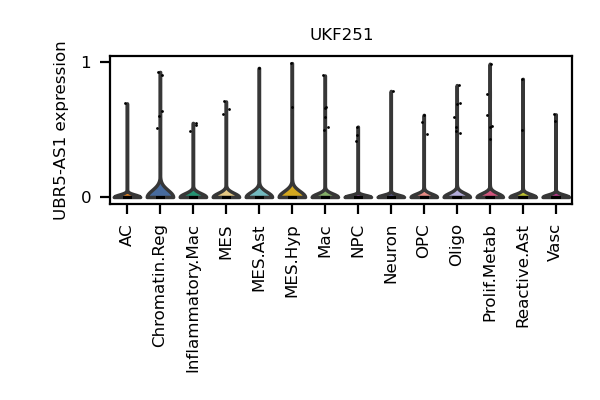 UKF251
UBR5-AS1 expression
1
0
AC
Chromatin.Reg
Inflammatory.Mac
MES
MES.Ast
MES.Hyp
Mac
NPC
Neuron
OPC
Oligo
Prolif.Metab
Reactive.Ast
Vasc